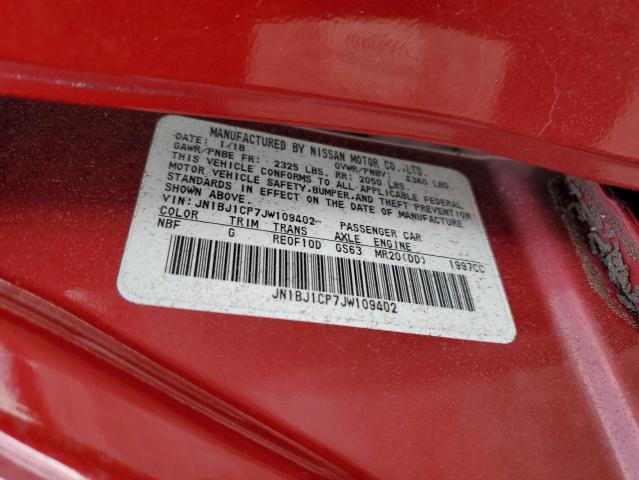 MANUFACTURED BY NISSAN MOTOR CO.,LTD.
DATE: 1/18 GVWR/PNBV: 4340 LBS.
GAWR/PNBE FR: 2325 LBS. RR: 2050 LBS.
THIS VEHICLE CONFORMS TO ALL APPLICABLE FEDERAL
MOTOR VEHICLE SAFETY,BUMPER,AND THEFT PREVENTION
STANDARDS IN EFFECT ON THE DATE OF MANUFACTURE
SHOWN ABOVE.
VIN: JN1BJ1CP7JW109402 PASSENGER CAR
COLOR TRIM TRANS AXLE ENGINE
NBF G RE0F10D GS63 MR20(DD) 1997CC
JN1BJ1CP7JW109402